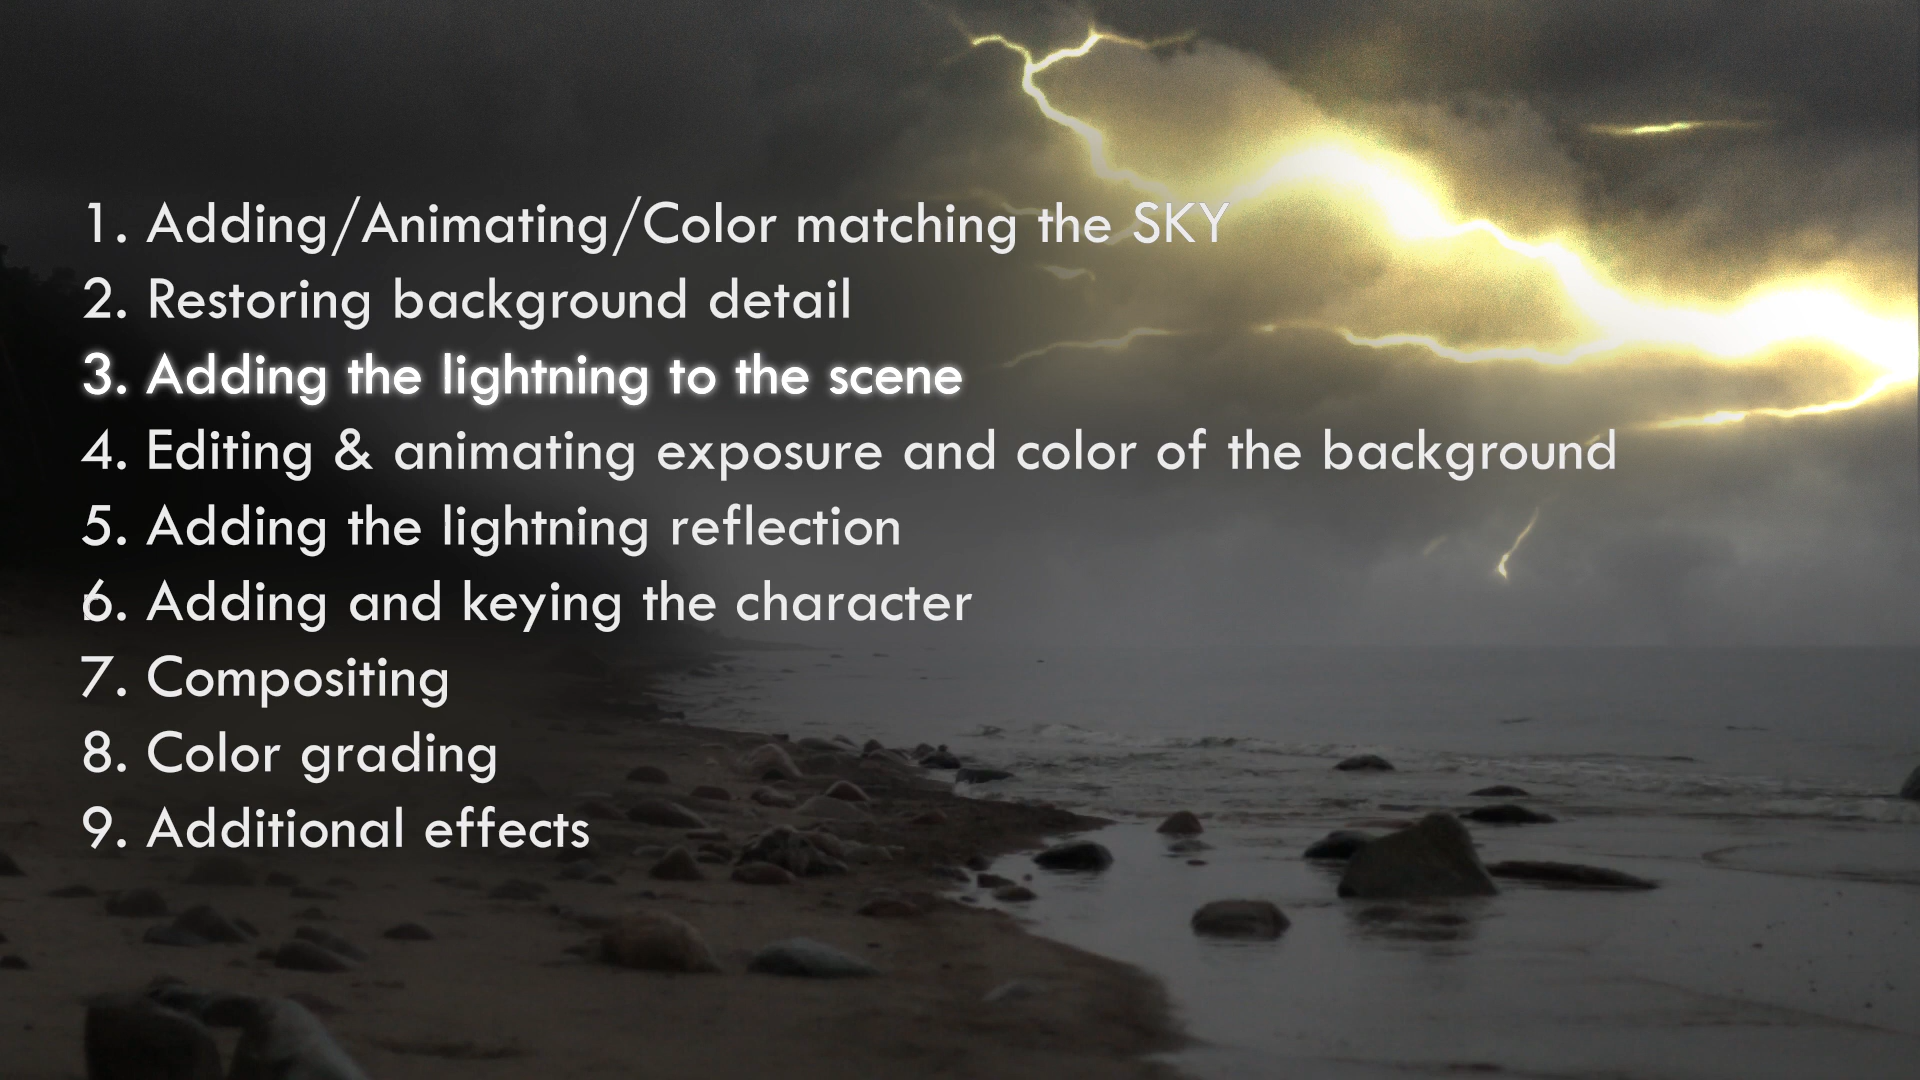 1. Adding/Animating/Color matching the SKY
2. Restoring background detail
3. Adding the lightning to the scene
4. Editing & animating exposure and color of the background
5. Adding the lightning reflection
6. Adding and keying the character
7. Compositing
8. Color grading
9. Additional effects